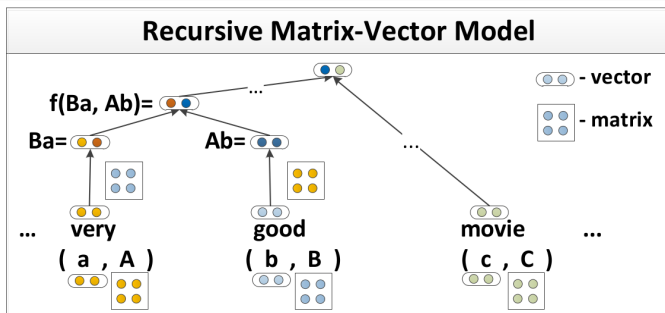 Recursive Matrix-Vector Model
- vector
f(Ba, Ab)=
...
- matrix
Ba=
Ab=
...
... very good movie ...
( a , A ) ( b , B ) ( c , C )